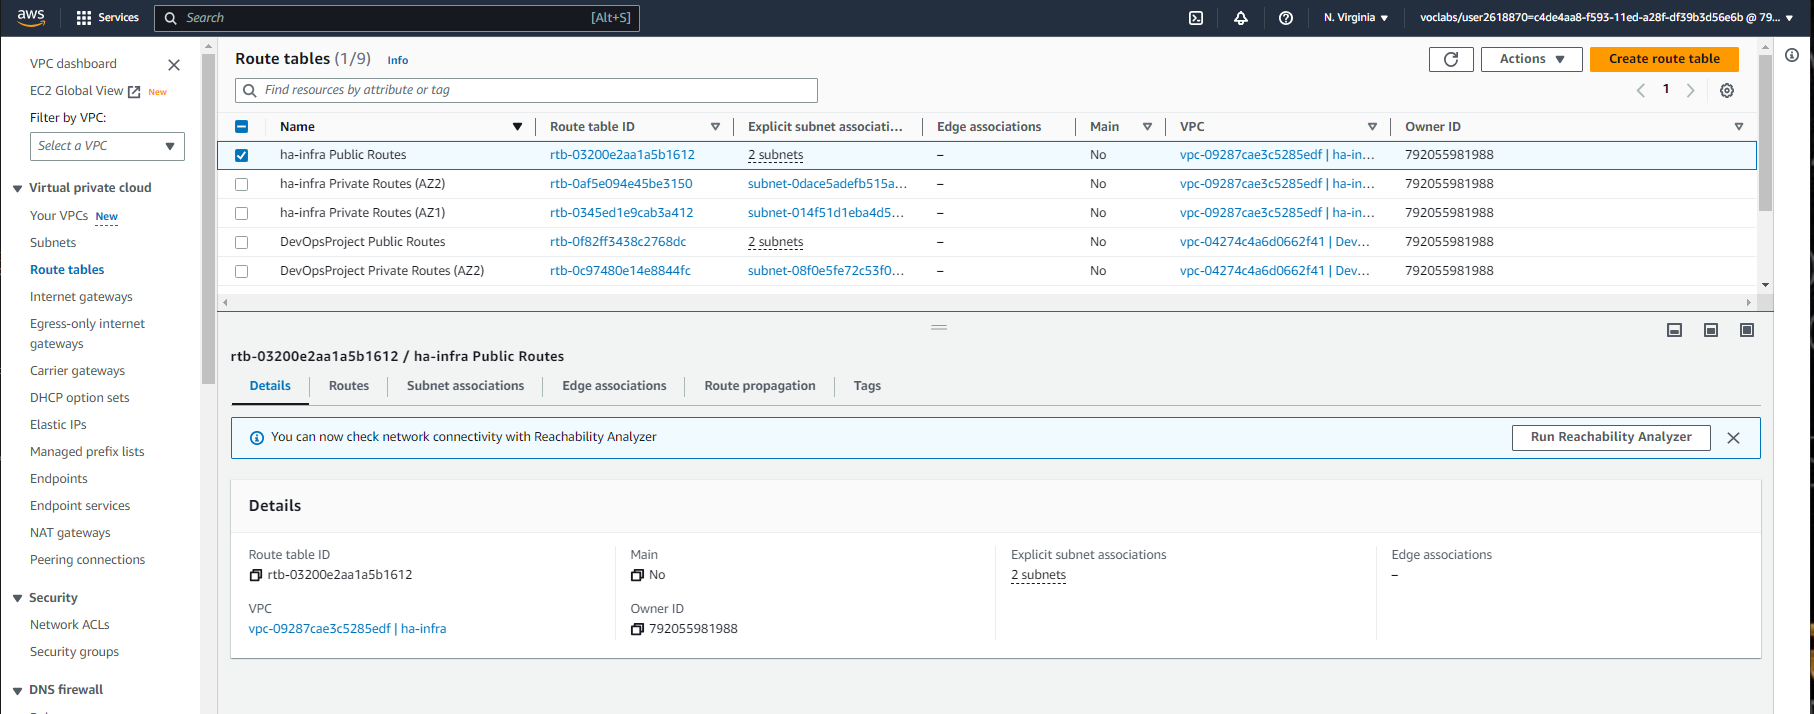 aws Services Search [Alt+S] N. Virginia voclabs/user2618870=c4de4aa8-f593-11ed-a28f-df39b3d56e6b @ 79...
VPC dashboard
EC2 Global View New
Filter by VPC:
Select a VPC
Virtual private cloud
Your VPCs New
Subnets
Route tables
Internet gateways
Egress-only internet
gateways
Carrier gateways
DHCP option sets
Elastic IPs
Managed prefix lists
Endpoints
Endpoint services
NAT gateways
Peering connections
Security
Network ACLs
Security groups
DNS firewall
Route tables (1/9) Info
Actions
Create route table
Find resources by attribute or tag
1
Name Route table ID Explicit subnet associati... Edge associations Main VPC Owner ID
ha-infra Public Routes rtb-03200e2aa1a5b1612 2 subnets – No vpc-09287cae3c5285edf | ha-in... 792055981988
ha-infra Private Routes (AZ2) rtb-0af5e094e45be3150 subnet-0dace5adefb515a... – No vpc-09287cae3c5285edf | ha-in... 792055981988
ha-infra Private Routes (AZ1) rtb-0345ed1e9cab3a412 subnet-014f51d1eba4d5... – No vpc-09287cae3c5285edf | ha-in... 792055981988
DevOpsProject Public Routes rtb-0f82ff3438c2768dc 2 subnets – No vpc-04274c4a6d0662f41 | Dev... 792055981988
DevOpsProject Private Routes (AZ2) rtb-0c97480e14e8844fc subnet-08f0e5fe72c53f0... – No vpc-04274c4a6d0662f41 | Dev... 792055981988
rtb-03200e2aa1a5b1612 / ha-infra Public Routes
Details Routes Subnet associations Edge associations Route propagation Tags
You can now check network connectivity with Reachability Analyzer
Run Reachability Analyzer
Details
Route table ID
rtb-03200e2aa1a5b1612
Main
No
Explicit subnet associations
2 subnets
Edge associations
–
VPC
vpc-09287cae3c5285edf | ha-infra
Owner ID
792055981988